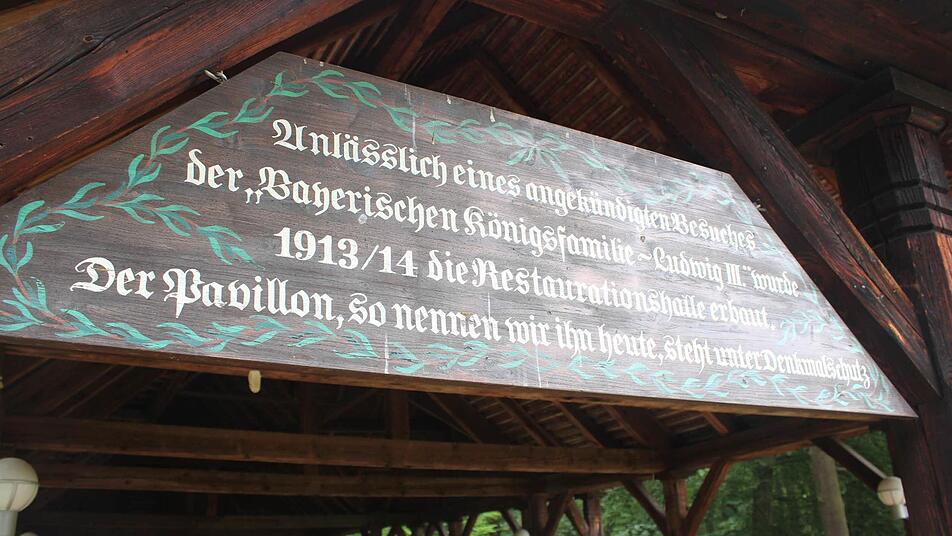 Anlässlich eines angekündigten Besuches
der „Bayerischen Königsfamilie ~ Ludwig III.“ wurde
1913/14 die Restaurationshalle erbaut.
Der Pavillon, so nennen wir ihn heute, steht unter Denkmalschutz